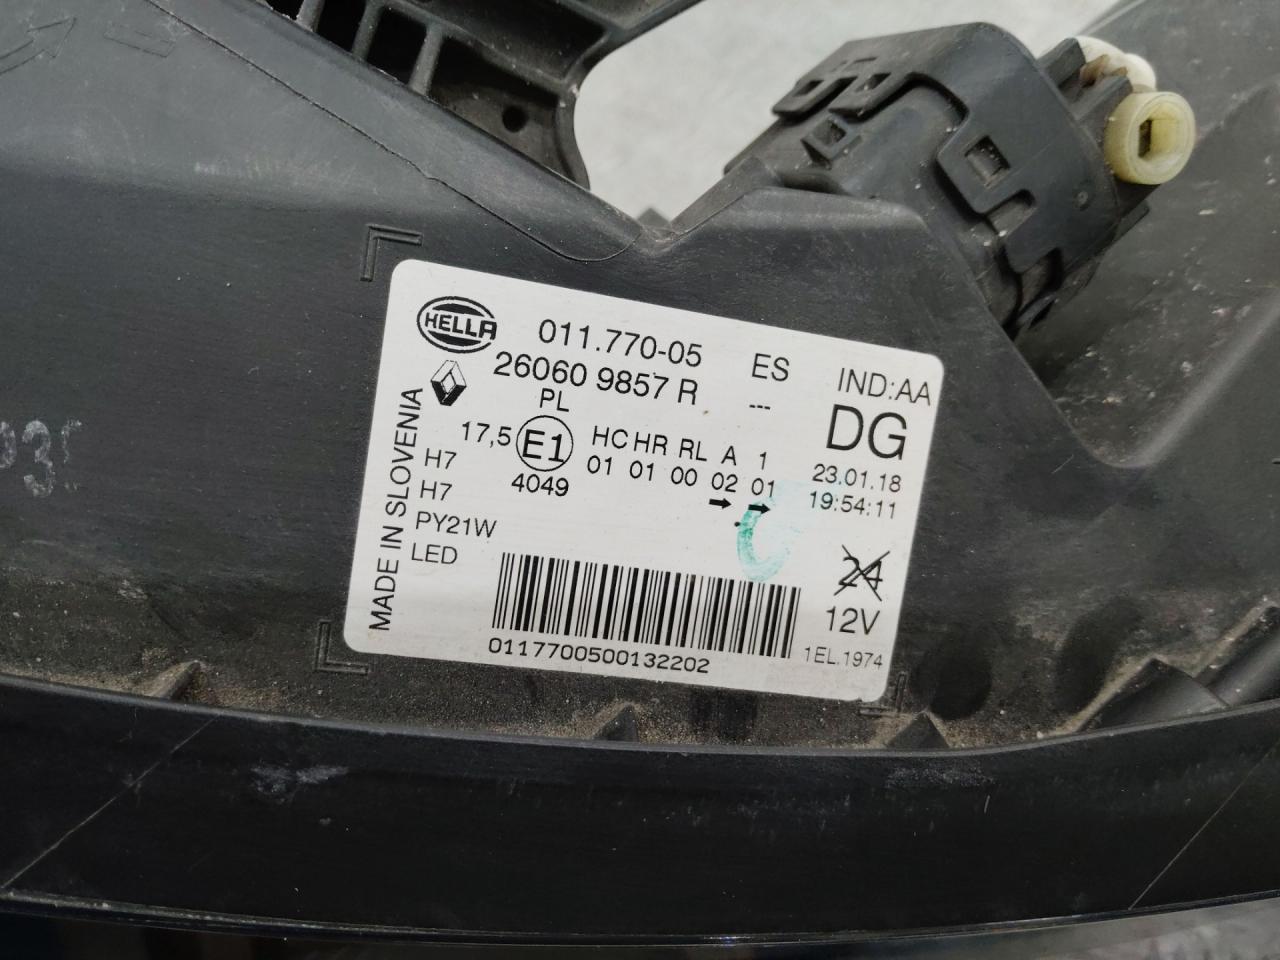 HELLA
011.770-05
ES
IND:AA
26060 9857 R
---
DG
PL
17,5 E1
HC HR RL A 1
23.01.18
H7
4049
01 01 00 02 01
19:54:11
H7
PY21W
LED
24
12V
MADE IN SLOVENIA
0117700500132202
1EL.1974